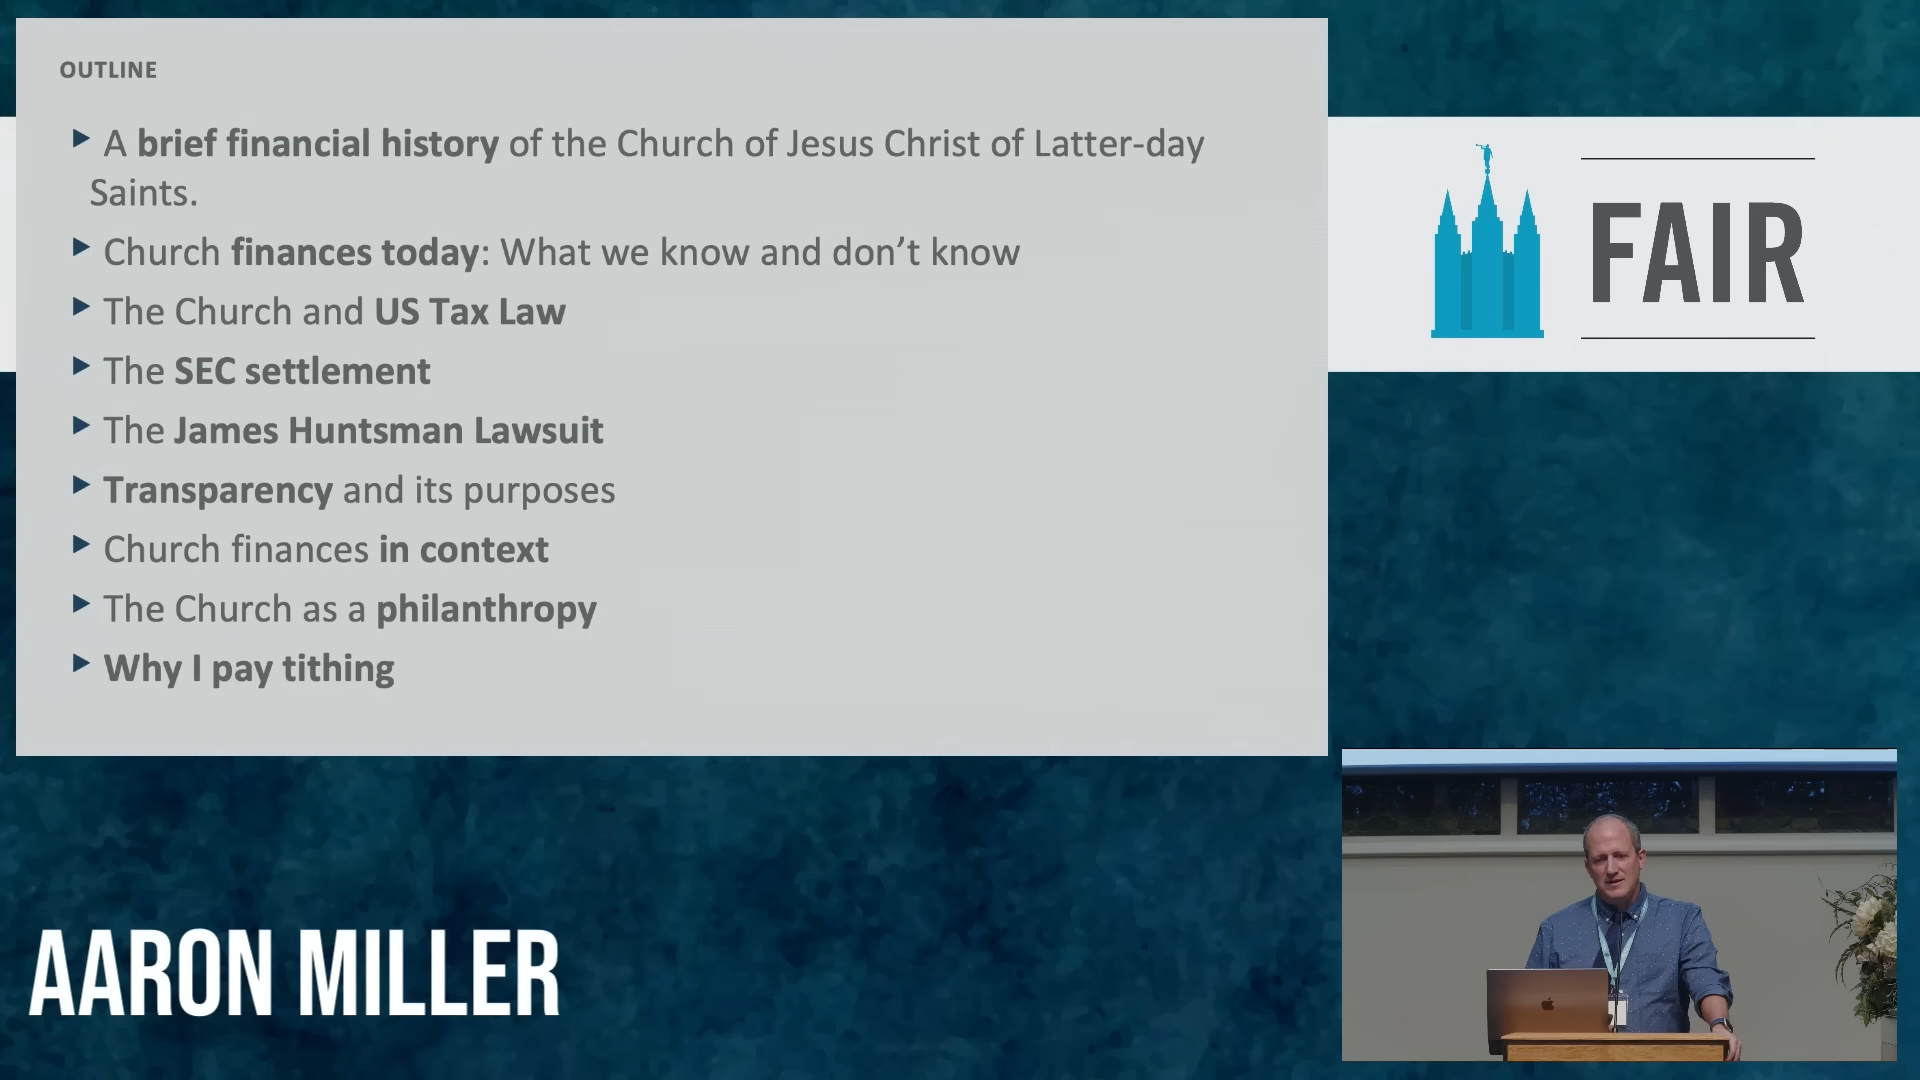 OUTLINE
A brief financial history of the Church of Jesus Christ of Latter-day
Saints.
Church finances today: What we know and don’t know
The Church and US Tax Law
The SEC settlement
The James Huntsman Lawsuit
Transparency and its purposes
Church finances in context
The Church as a philanthropy
Why I pay tithing
FAIR
AARON MILLER